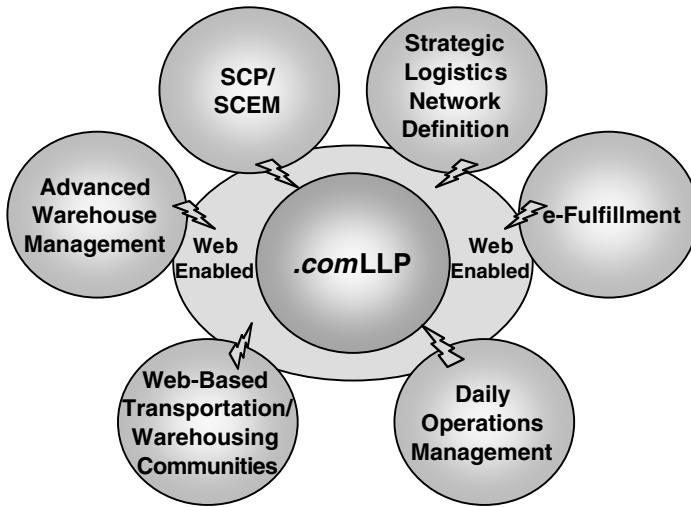 SCP/
SCEM
Strategic
Logistics
Network
Definition
Advanced
Warehouse
Management
Web
Enabled
.comLLP
Web
Enabled
e-Fulfillment
Web-Based
Transportation/
Warehousing
Communities
Daily
Operations
Management